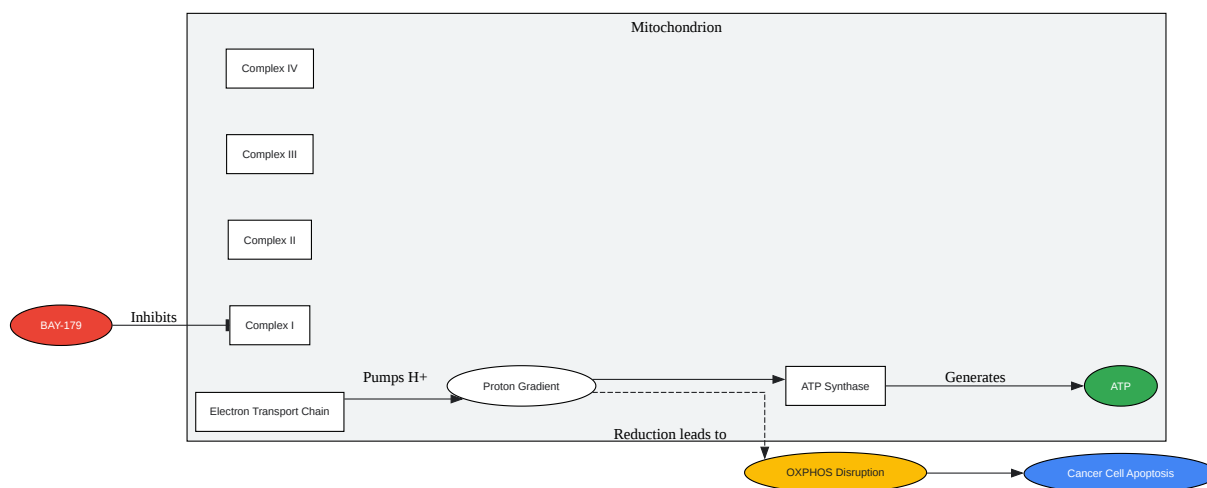 Mitochondrion
Complex IV
Complex III
Complex II
BAY-179
Inhibits
Complex I
Pumps H+
Proton Gradient
ATP Synthase
Generates
ATP
Electron Transport Chain
Reduction leads to
OXPHOS Disruption
Cancer Cell Apoptosis